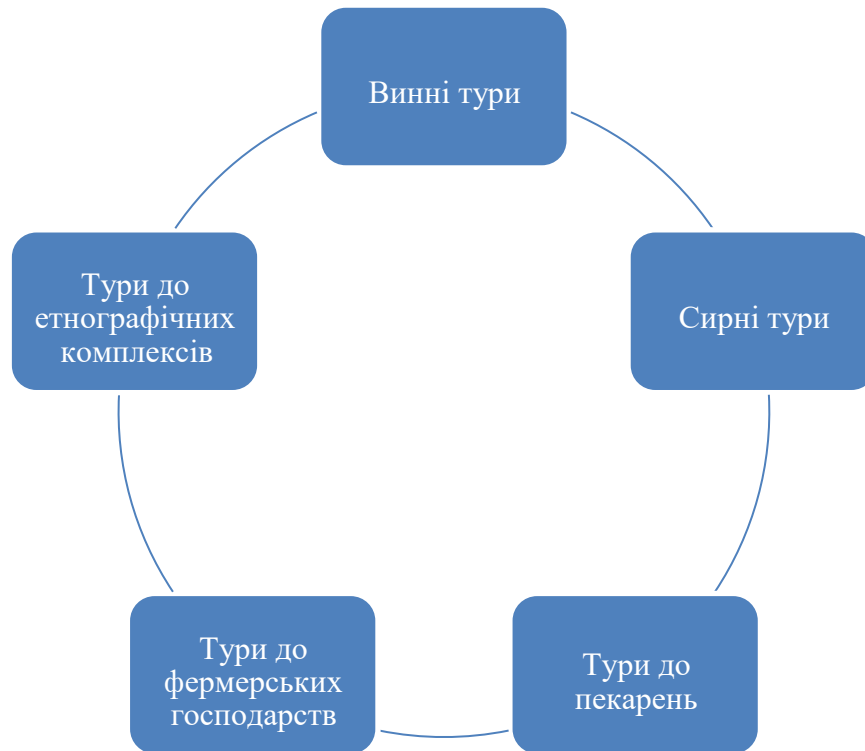 Винні тури
Сирні тури
Тури до
пекарень
Тури до
фермерських
господарств
Тури до
етнографічних
комплексів